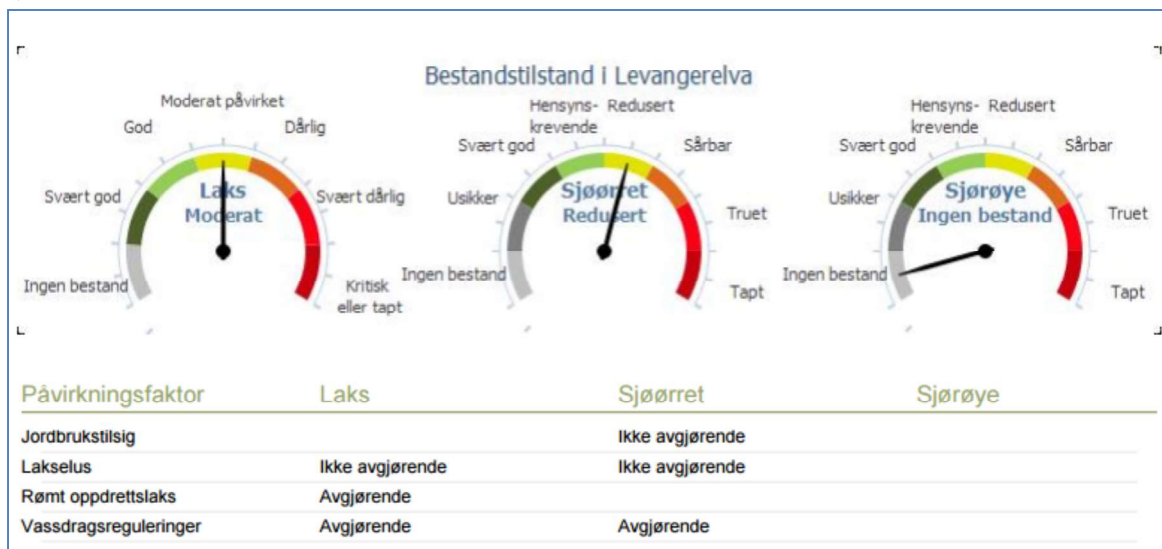 Bestandstilstand i Levangerelva
Moderat påvirket
God
Dårlig
Svært god
Svært dårlig
Ingen bestand
Kritisk
eller tapt
Laks
Moderat
Hensyns-
krevende
Redusert
Svært god
Sårbar
Usikker
Truet
Ingen bestand
Tapt
Sjøørret
Redusert
Hensyns-
krevende
Redusert
Svært god
Sårbar
Usikker
Truet
Ingen bestand
Tapt
Sjørøye
Ingen bestand
Påvirkningsfaktor Laks Sjøørret Sjørøye
Jordbrukstilsig Ikke avgjørende
Lakselus Ikke avgjørende Ikke avgjørende
Rømt oppdrettslaks Avgjørende
Vassdragsreguleringer Avgjørende Avgjørende